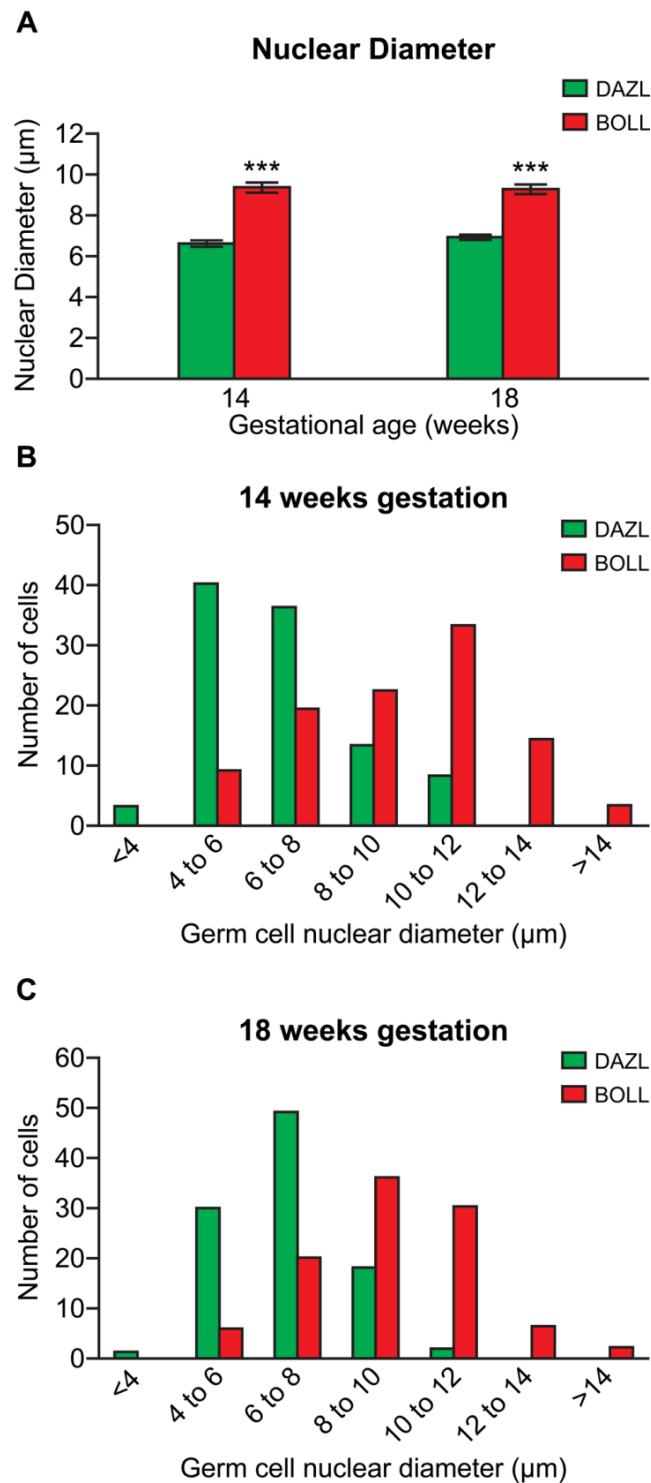 A
Nuclear Diameter
DAZL
BOLL
Nuclear Diameter (µm)
12
10
8
6
4
2
0
***
***
14
18
Gestational age (weeks)
B
14 weeks gestation
DAZL
BOLL
Number of cells
50
40
30
20
10
0
<4
4 to 6
6 to 8
8 to 10
10 to 12
12 to 14
>14
Germ cell nuclear diameter (µm)
C
18 weeks gestation
DAZL
BOLL
Number of cells
60
50
40
30
20
10
0
<4
4 to 6
6 to 8
8 to 10
10 to 12
12 to 14
>14
Germ cell nuclear diameter (µm)